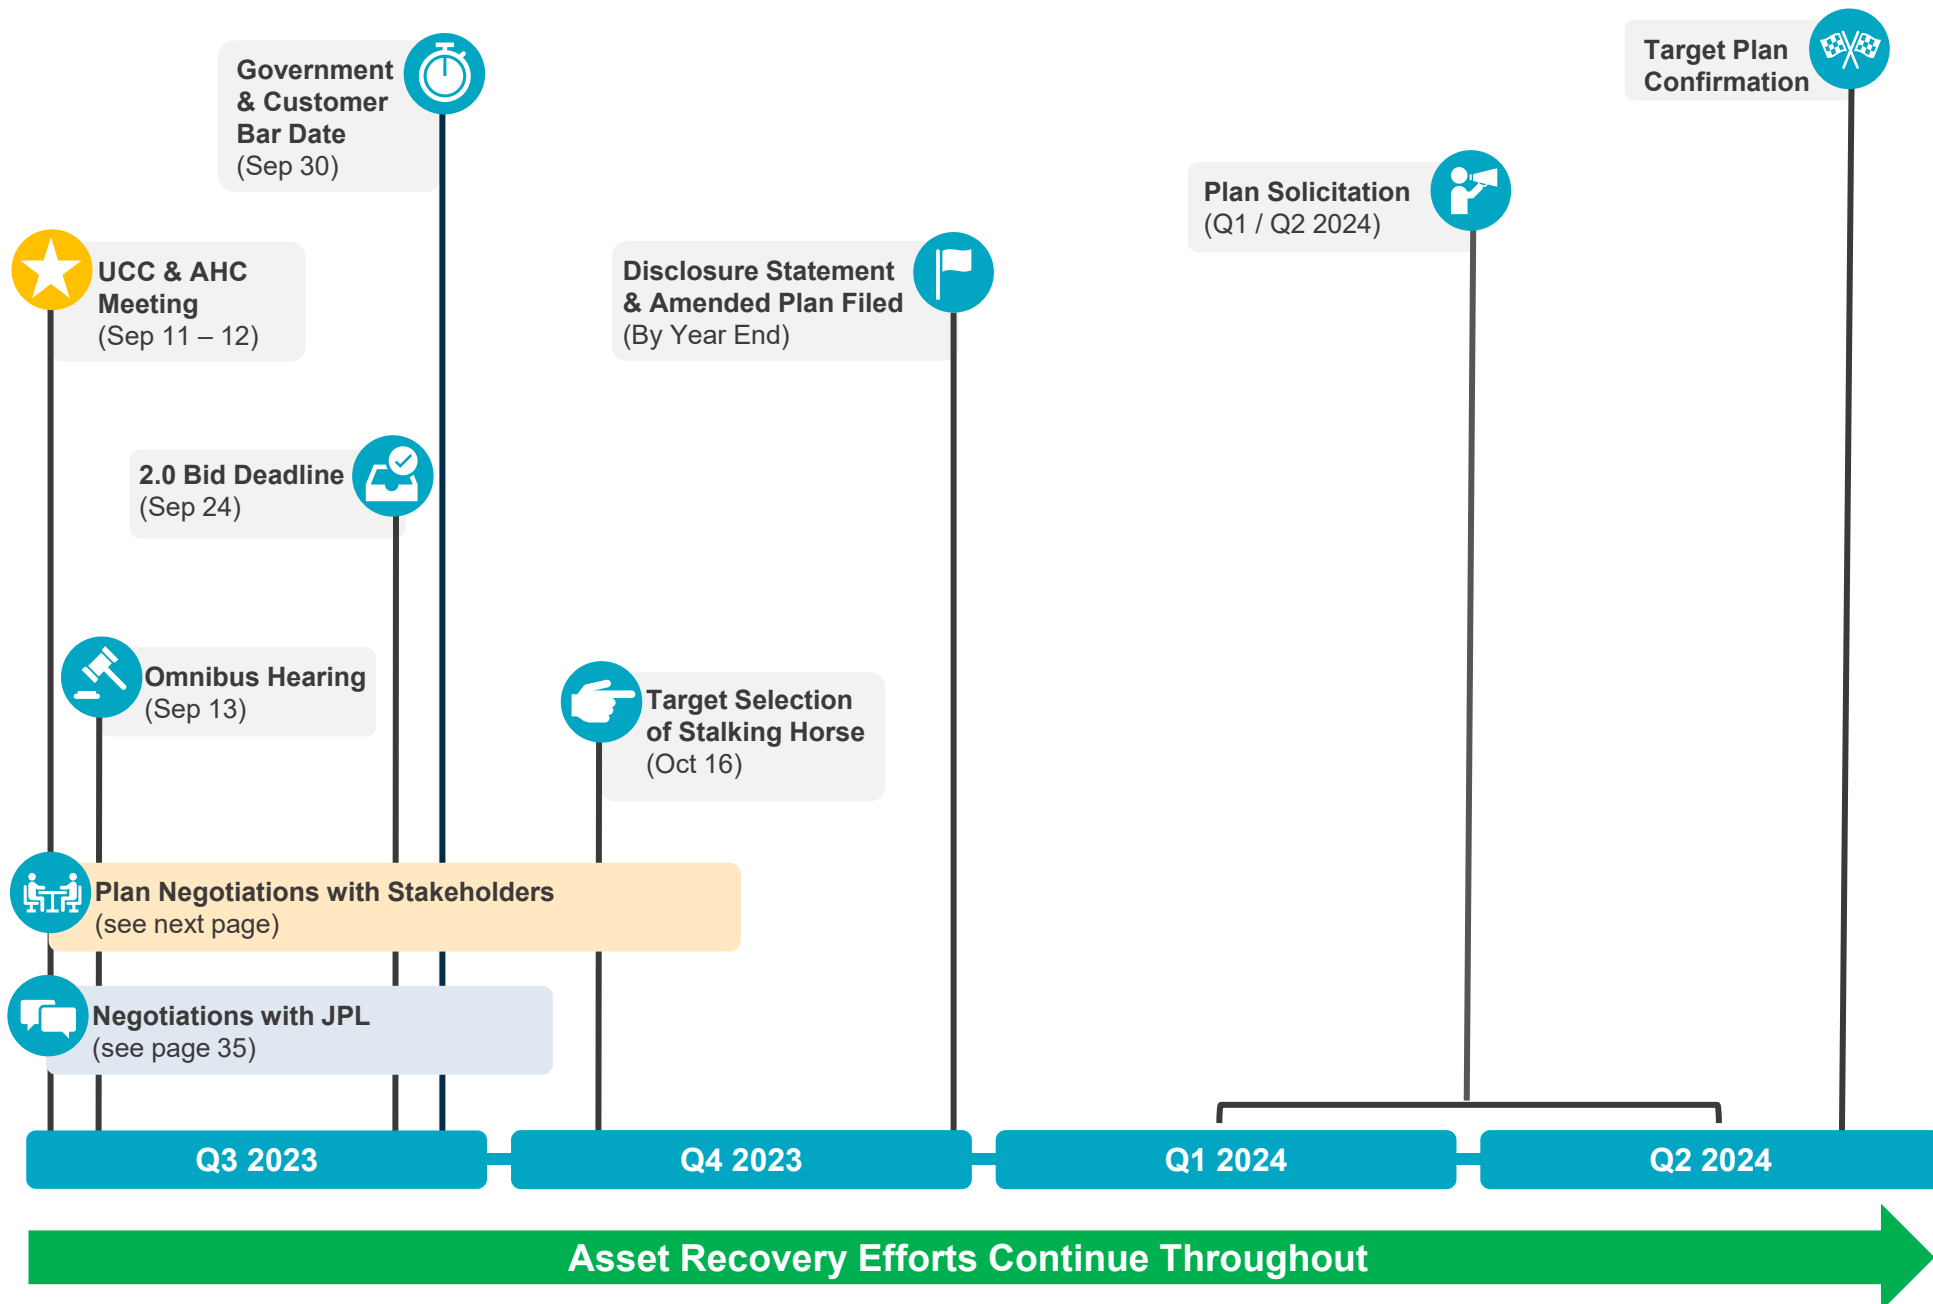 Government
& Customer
Bar Date
(Sep 30)
Target Plan
Confirmation
Plan Solicitation
(Q1 / Q2 2024)
UCC & AHC
Meeting
(Sep 11 – 12)
Disclosure Statement
& Amended Plan Filed
(By Year End)
2.0 Bid Deadline
(Sep 24)
Omnibus Hearing
(Sep 13)
Target Selection
of Stalking Horse
(Oct 16)
Plan Negotiations with Stakeholders
(see next page)
Negotiations with JPL
(see page 35)
Q3 2023
Q4 2023
Q1 2024
Q2 2024
Asset Recovery Efforts Continue Throughout